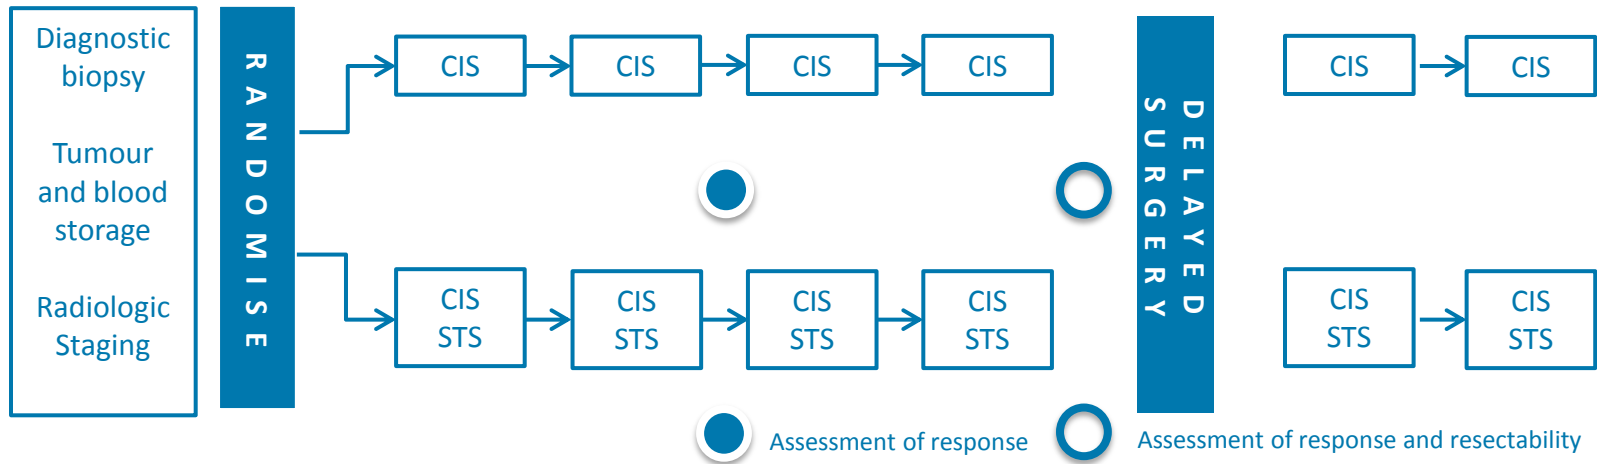 Diagnostic
biopsy
Tumour
and blood
storage
Radiologic
Staging
RANDOMISE
CIS
CIS
CIS
CIS
CIS
STS
CIS
STS
CIS
STS
CIS
STS
DELAYED
SURGERY
CIS
CIS
CIS
STS
CIS
STS
Assessment of response
Assessment of response and resectability